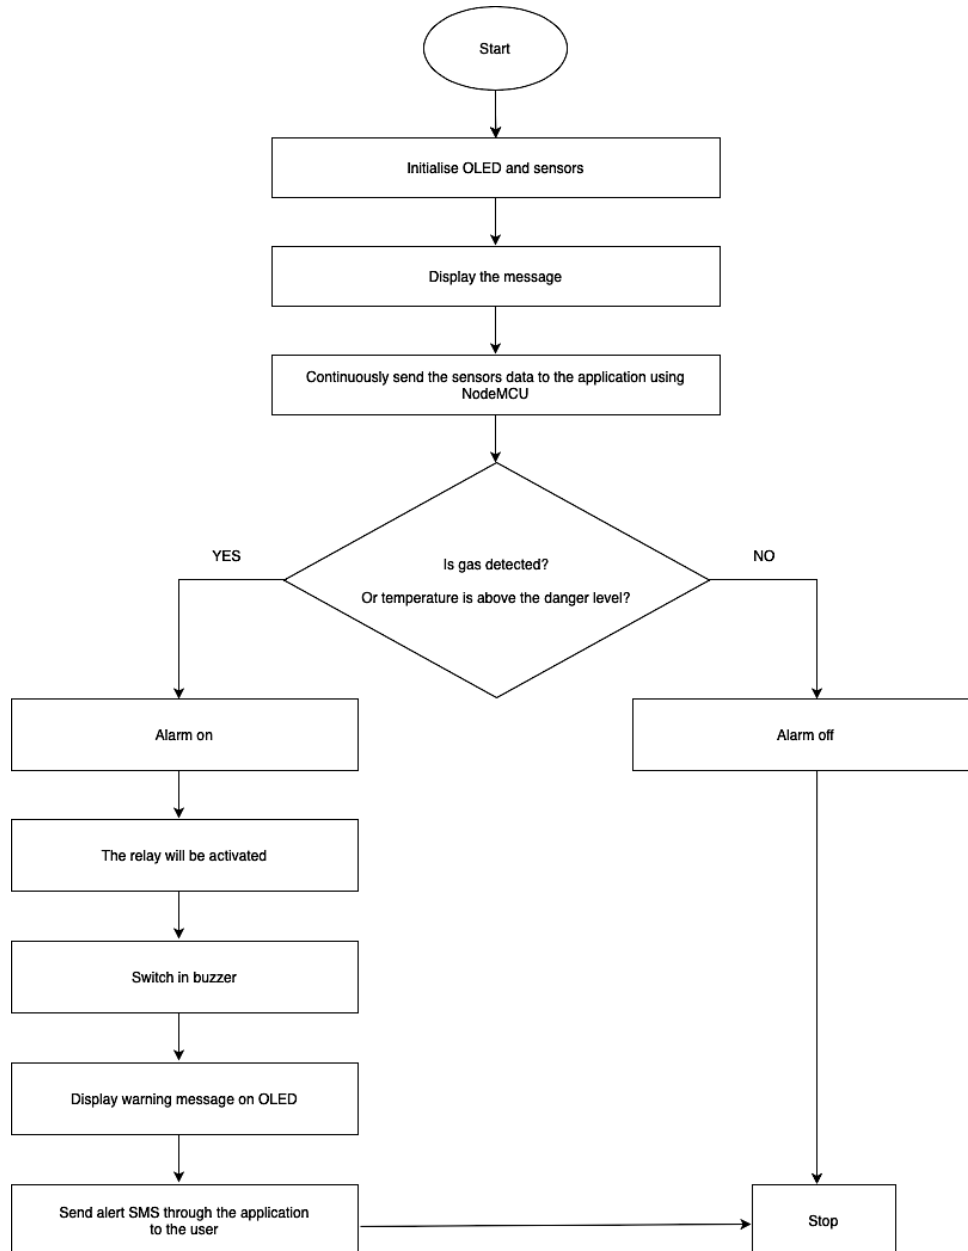 Start
Initialise OLED and sensors
Display the message
Continuously send the sensors data to the application using
NodeMCU
YES
NO
Is gas detected?
Or temperature is above the danger level?
Alarm on
Alarm off
The relay will be activated
Switch in buzzer
Display warning message on OLED
Send alert SMS through the application
to the user
Stop